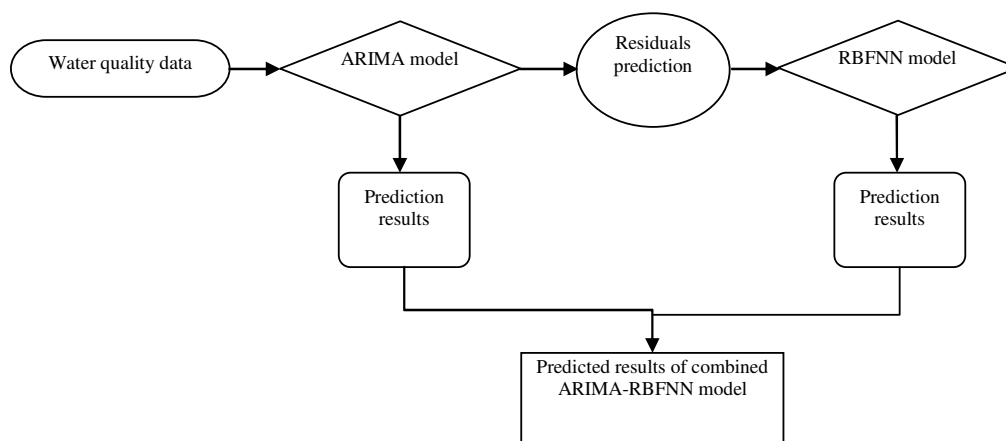 Water quality data
ARIMA model
Residuals
prediction
RBFNN model
Prediction
results
Prediction
results
Predicted results of combined
ARIMA-RBFNN model